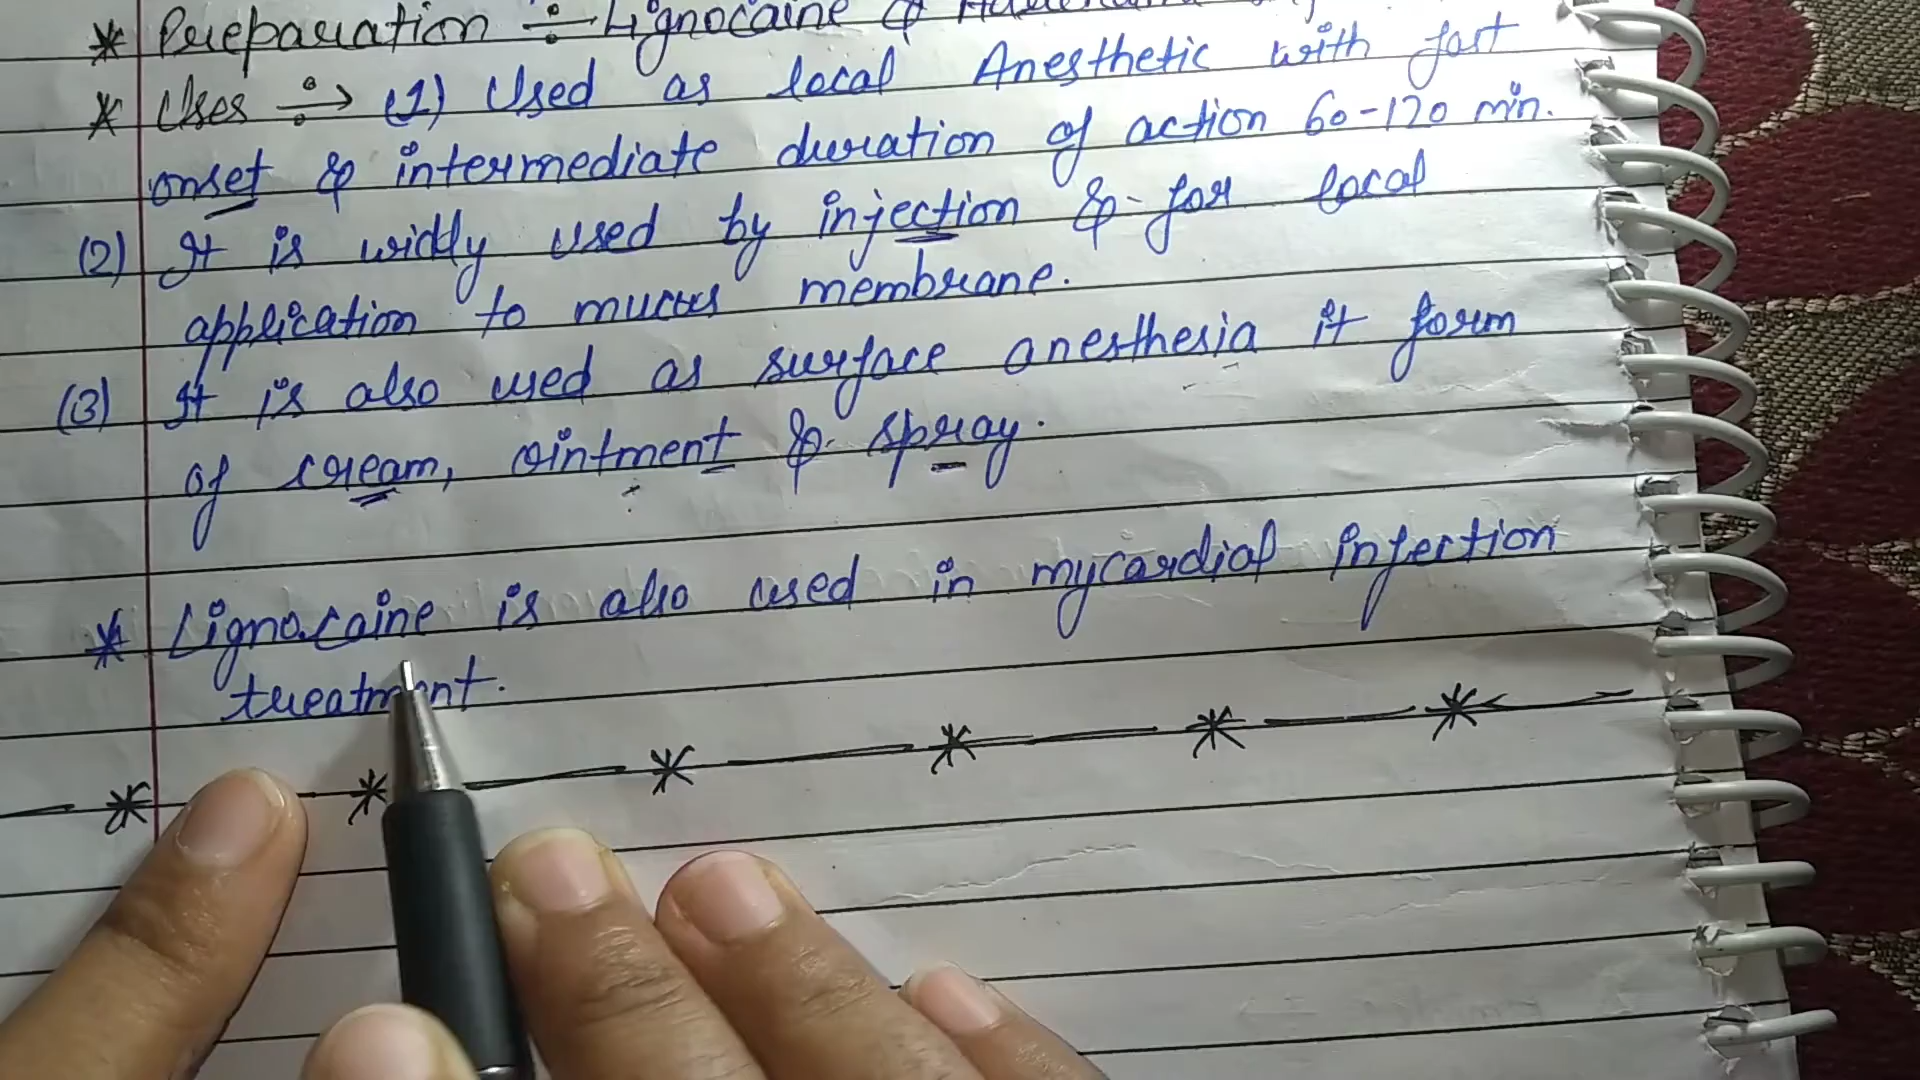 * Preparation ÷ Lignocaine &
* Uses ÷→ (1) Used as local Anesthetic with fast
onset & intermediate duration of action 60-120 min.
(2) It is widly used by injection & for local
application to mucus membrane.
(3) It is also used as surface anesthesia it form
of cream, ointment & spray.
* Lignocaine is also used in mycardial infection
treatment.